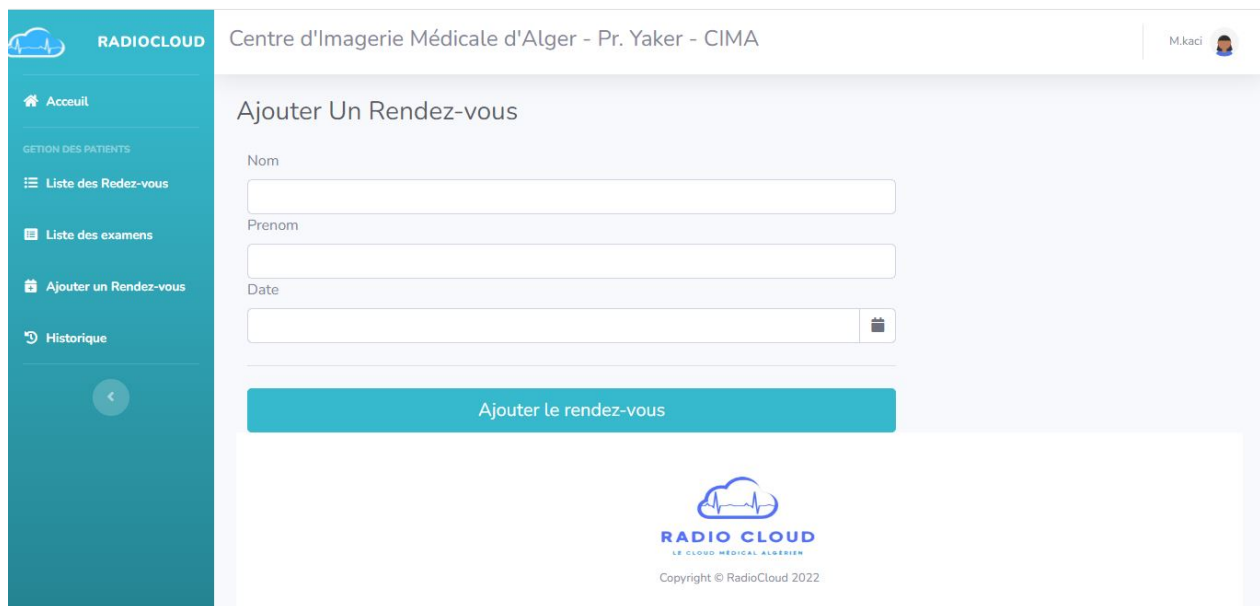 RADIOCLOUD
Centre d'Imagerie Médicale d'Alger - Pr. Yaker - CIMA
M.kaci
Acceuil
GETION DES PATIENTS
Liste des Redez-vous
Liste des examens
Ajouter un Rendez-vous
Historique
Ajouter Un Rendez-vous
Nom
Prenom
Date
Ajouter le rendez-vous
RADIO CLOUD
LE CLOUD MÉDICAL ALGÉRIEN
Copyright © RadioCloud 2022